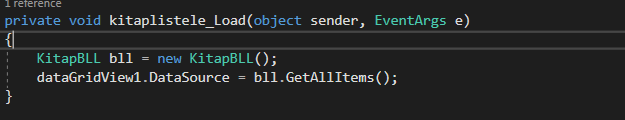 1 reference
private void kitaplistele_Load(object sender, EventArgs e)
{
KitapBLL bll = new KitapBLL();
dataGridView1.DataSource = bll.GetAllItems();
}